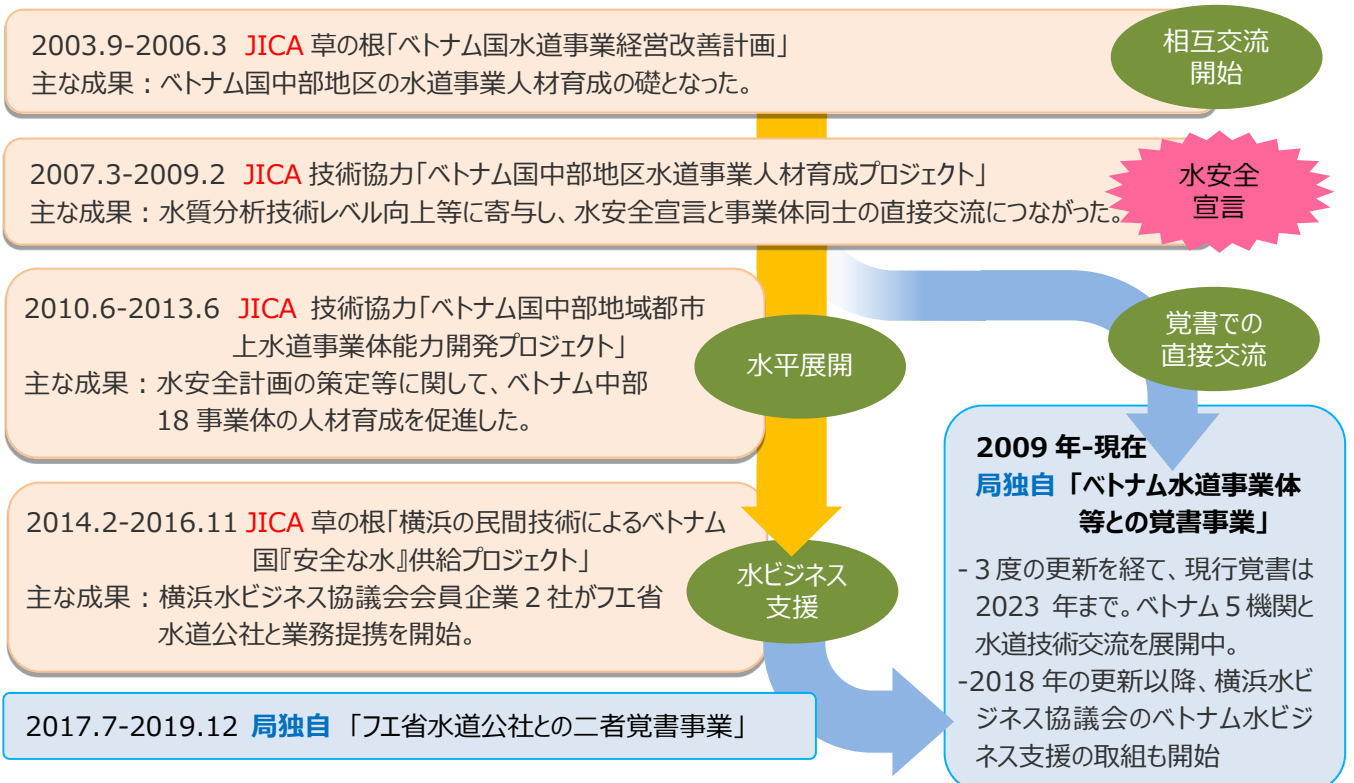 2003.9-2006.3 JICA 草の根「ベトナム国水道事業経営改善計画」
主な成果：ベトナム国中部地区の水道事業人材育成の礎となった。
相互交流
開始
2007.3-2009.2 JICA 技術協力「ベトナム国中部地区水道事業人材育成プロジェクト」
主な成果：水質分析技術レベル向上等に寄与し、水安全宣言と事業体同士の直接交流につながった。
水安全
宣言
2010.6-2013.6 JICA 技術協力「ベトナム国中部地域都市
上水道事業体能力開発プロジェクト」
主な成果：水安全計画の策定等に関して、ベトナム中部
18 事業体の人材育成を促進した。
水平展開
覚書での
直接交流
2014.2-2016.11 JICA 草の根「横浜の民間技術によるベトナム
国『安全な水』供給プロジェクト」
主な成果：横浜水ビジネス協議会会員企業２社がフエ省
水道公社と業務提携を開始。
水ビジネス
支援
2017.7-2019.12 局独自「フエ省水道公社との二者覚書事業」
2009 年-現在
局独自「ベトナム水道事業体
等との覚書事業」
- ３度の更新を経て、現行覚書は
2023 年まで。ベトナム５機関と
水道技術交流を展開中。
-2018 年の更新以降、横浜水ビ
ジネス協議会のベトナム水ビジ
ネス支援の取組も開始